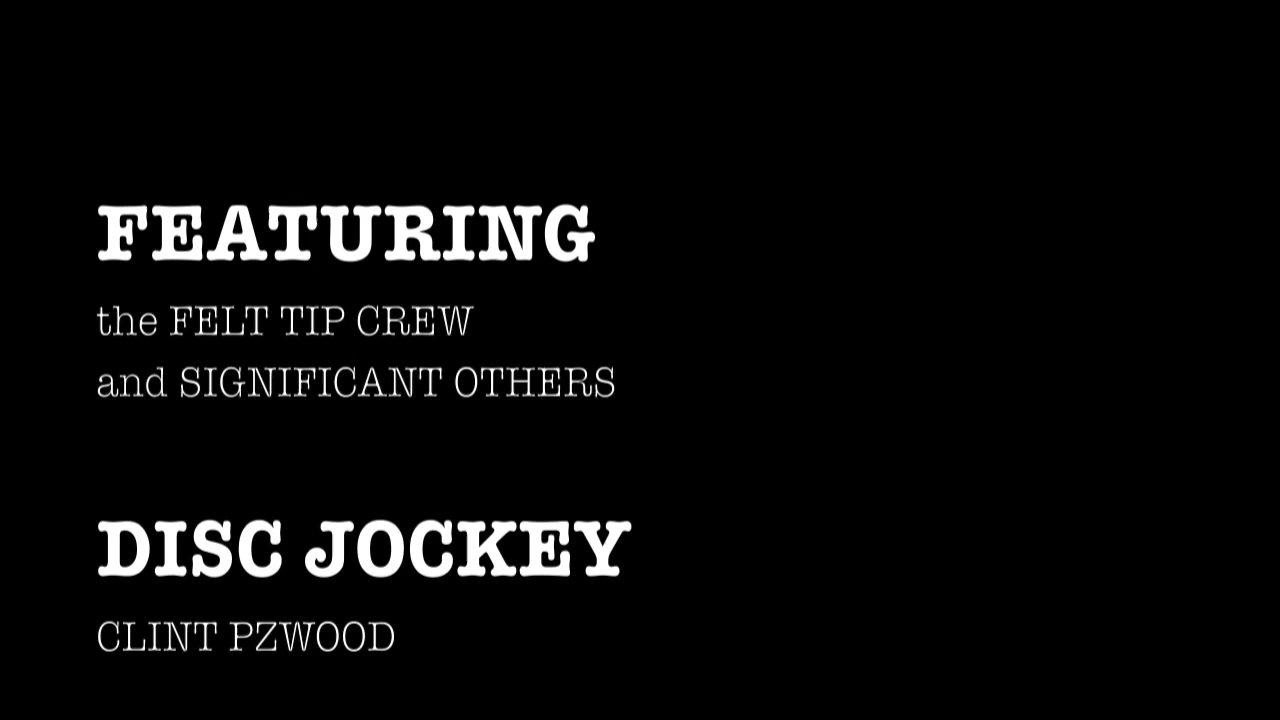 FEATURING
the FELT TIP CREW
and SIGNIFICANT OTHERS
DISC JOCKEY
CLINT PZWOOD